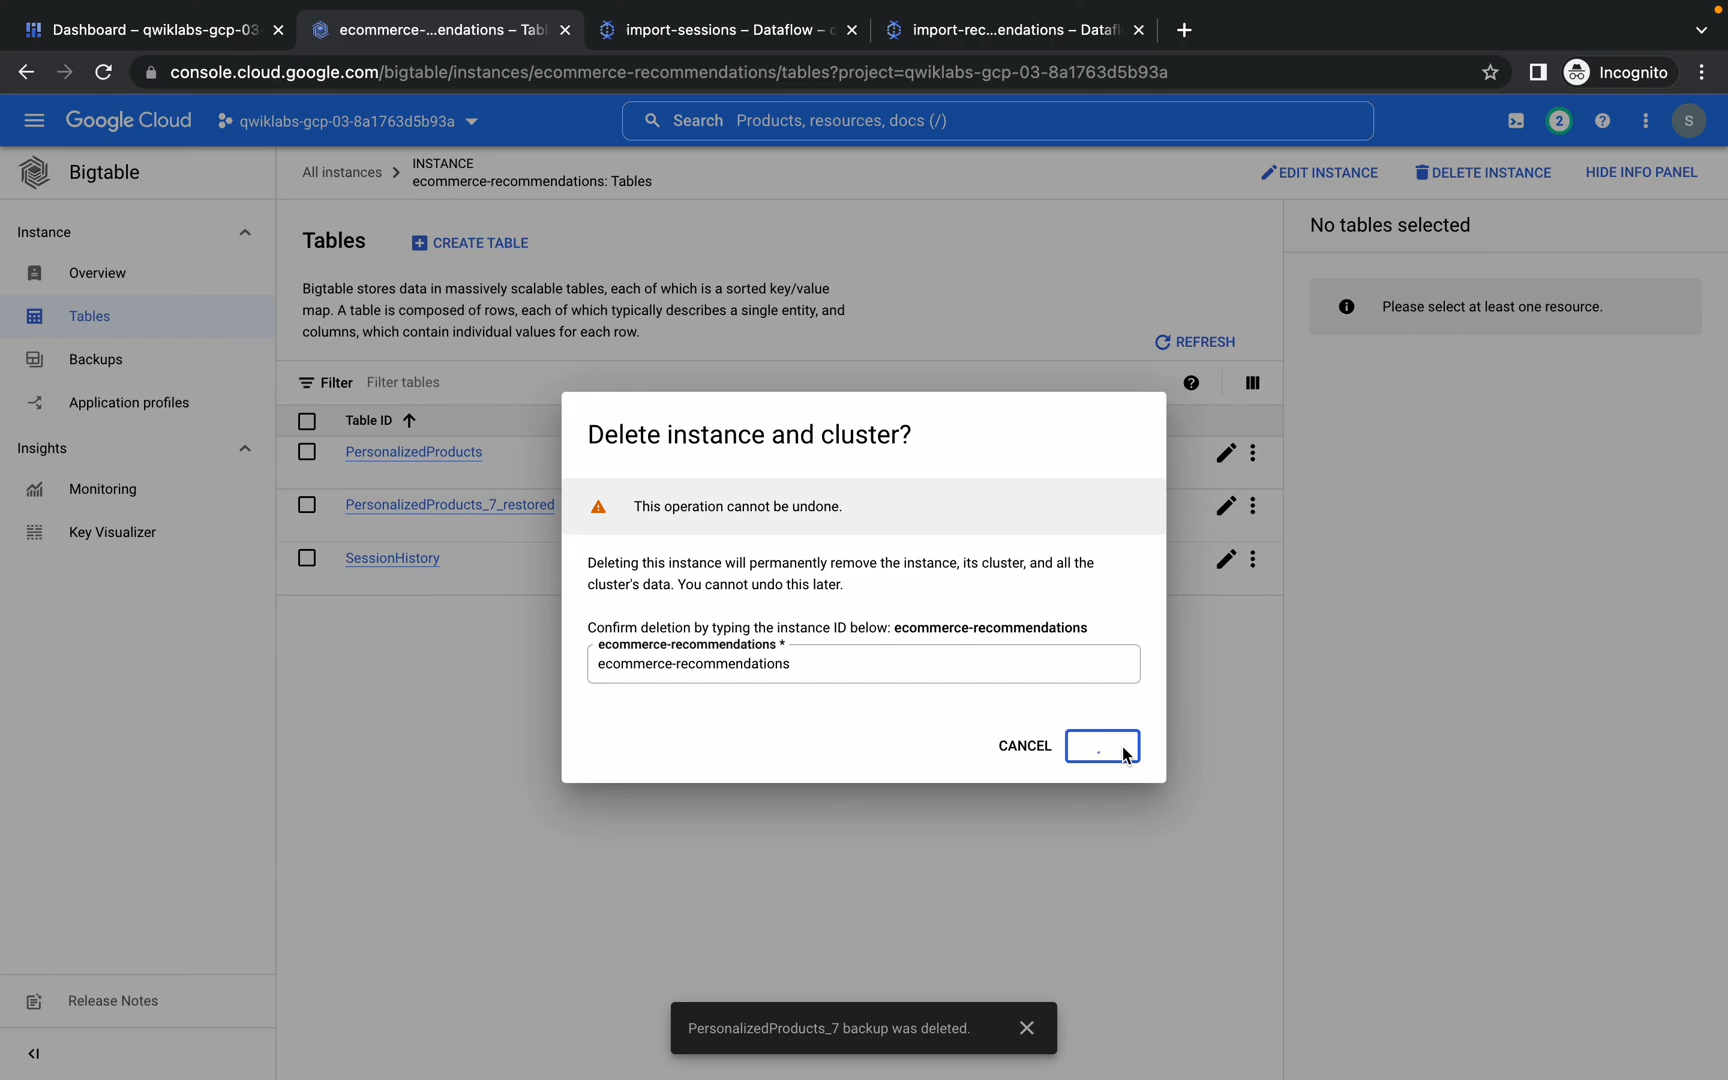 Dashboard – qwiklabs-gcp-03
ecommerce-...endations – Tabl
import-sessions – Dataflow –
import-rec...endations – Datafl
console.cloud.google.com/bigtable/instances/ecommerce-recommendations/tables?project=qwiklabs-gcp-03-8a1763d5b93a
Incognito
Google Cloud
qwiklabs-gcp-03-8a1763d5b93a
Search Products, resources, docs (/)
2
S
Bigtable
All instances
INSTANCE
ecommerce-recommendations: Tables
EDIT INSTANCE
DELETE INSTANCE
HIDE INFO PANEL
Instance
Overview
Tables
Backups
Application profiles
Insights
Monitoring
Key Visualizer
Release Notes
Tables
CREATE TABLE
Bigtable stores data in massively scalable tables, each of which is a sorted key/value
map. A table is composed of rows, each of which typically describes a single entity, and
columns, which contain individual values for each row.
REFRESH
Filter Filter tables
Table ID
PersonalizedProducts
PersonalizedProducts_7_restored
SessionHistory
No tables selected
Please select at least one resource.
Delete instance and cluster?
This operation cannot be undone.
Deleting this instance will permanently remove the instance, its cluster, and all the
cluster's data. You cannot undo this later.
Confirm deletion by typing the instance ID below: ecommerce-recommendations
ecommerce-recommendations *
ecommerce-recommendations
CANCEL
PersonalizedProducts_7 backup was deleted.